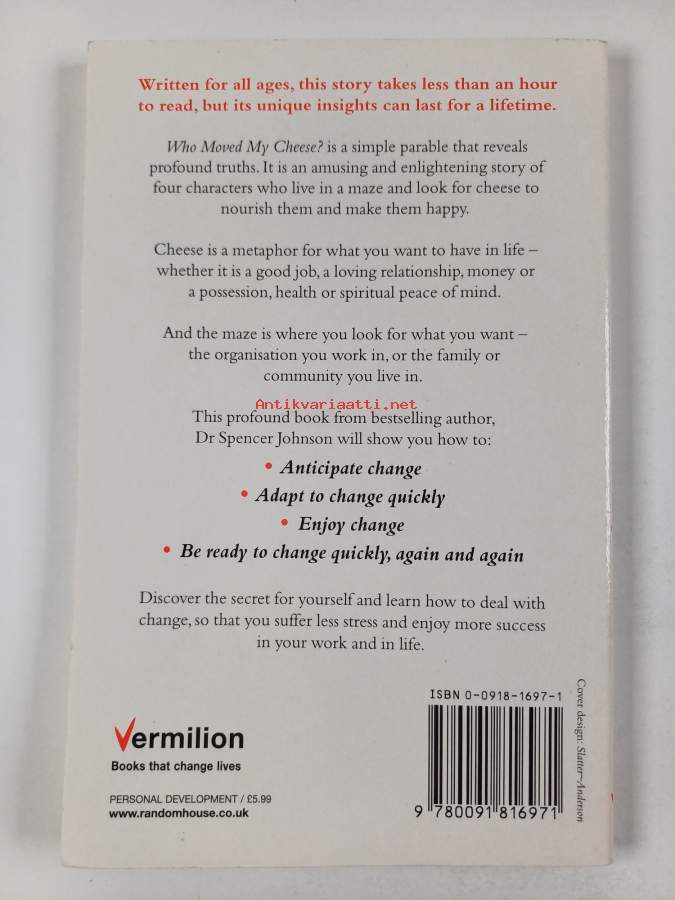 Written for all ages, this story takes less than an hour
to read, but its unique insights can last for a lifetime.
Who Moved My Cheese? is a simple parable that reveals
profound truths. It is an amusing and enlightening story of
four characters who live in a maze and look for cheese to
nourish them and make them happy.
Cheese is a metaphor for what you want to have in life –
whether it is a good job, a loving relationship, money or
a possession, health or spiritual peace of mind.
And the maze is where you look for what you want –
the organisation you work in, or the family or
community you live in.
Antikvariaatti.net
This profound book from bestselling author,
Dr Spencer Johnson will show you how to:
• Anticipate change
• Adapt to change quickly
• Enjoy change
• Be ready to change quickly, again and again
Discover the secret for yourself and learn how to deal with
change, so that you suffer less stress and enjoy more success
in your work and in life.
Vermilion
Books that change lives
PERSONAL DEVELOPMENT / £5.99
www.randomhouse.co.uk
ISBN 0-0918-1697-1
9 780091 816971
Cover design: Slatter~Anderson